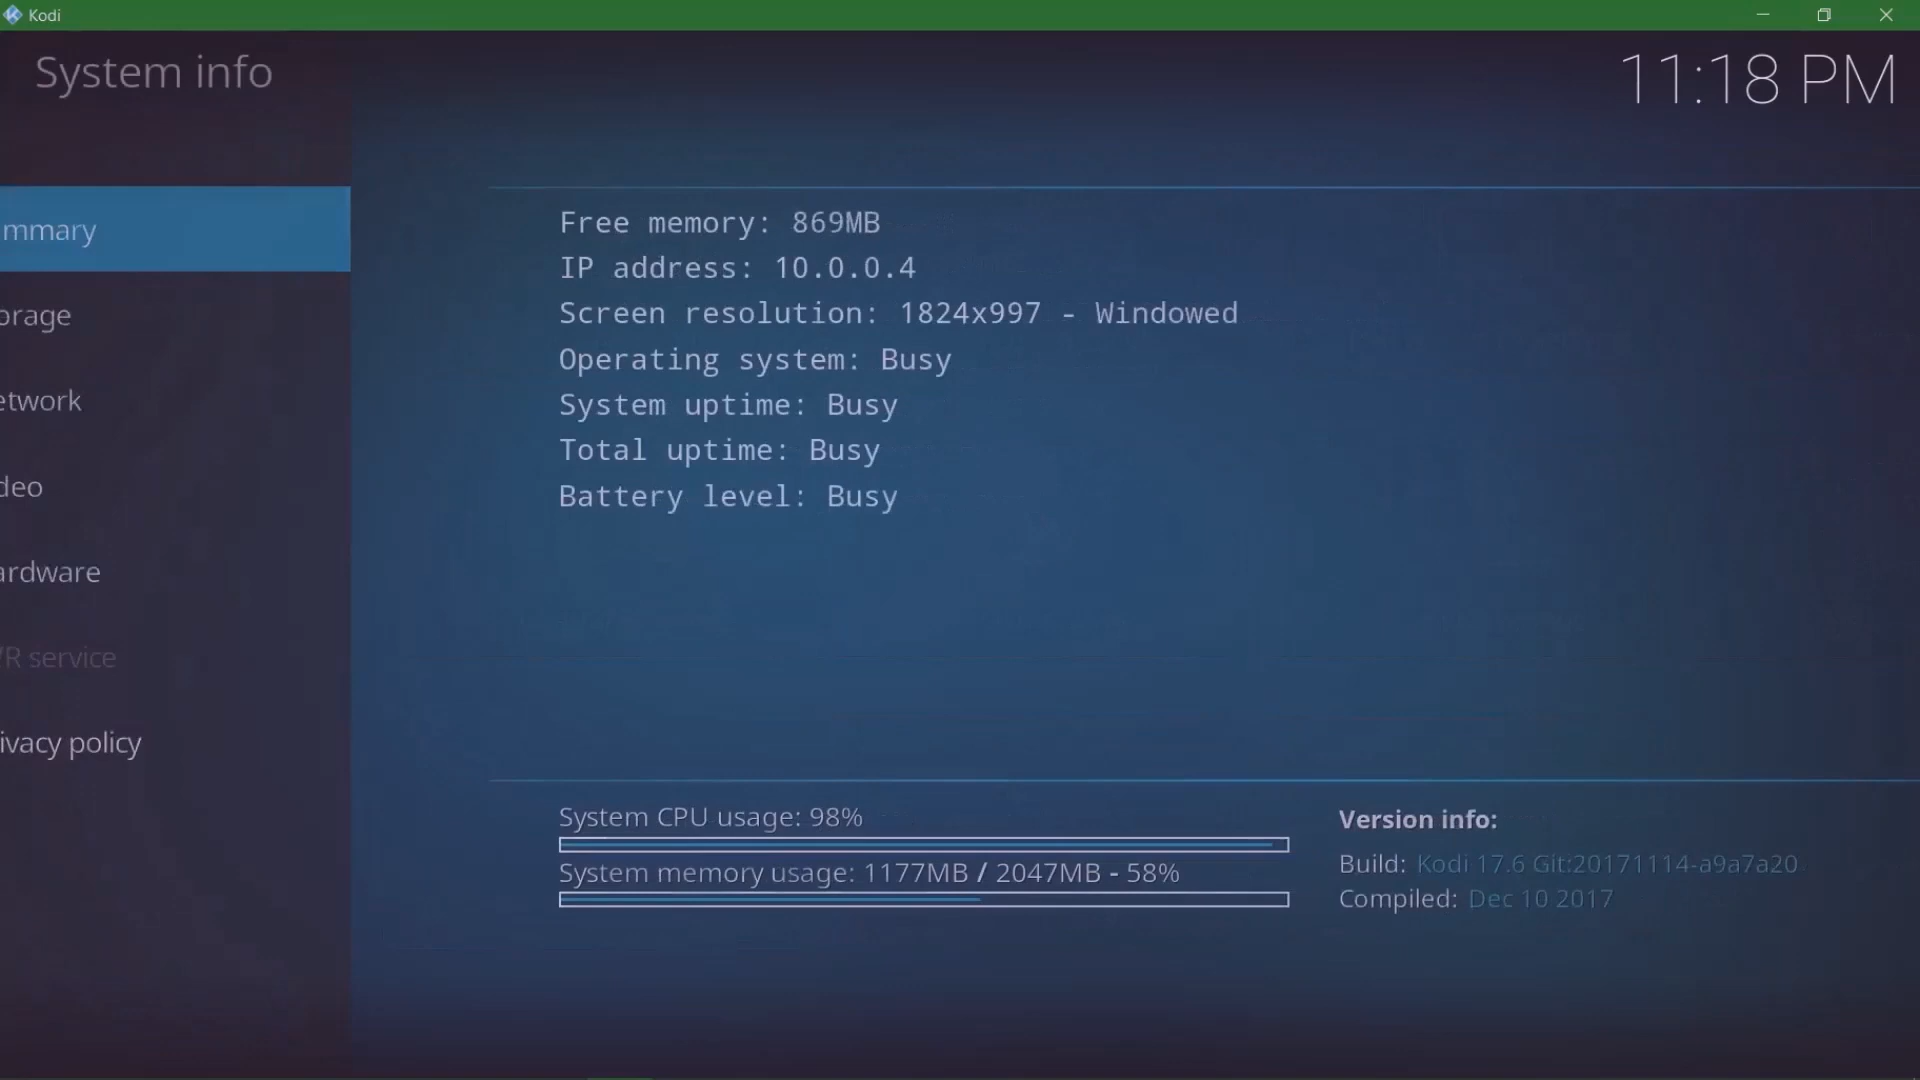 Kodi
System info
11:18 PM
mmary
orage
etwork
deo
ardware
R service
ivacy policy
Free memory: 869MB
IP address: 10.0.0.4
Screen resolution: 1824x997 - Windowed
Operating system: Busy
System uptime: Busy
Total uptime: Busy
Battery level: Busy
System CPU usage: 98%
System memory usage: 1177MB / 2047MB - 58%
Version info:
Build: Kodi 17.6 Git:20171114-a9a7a20
Compiled: Dec 10 2017